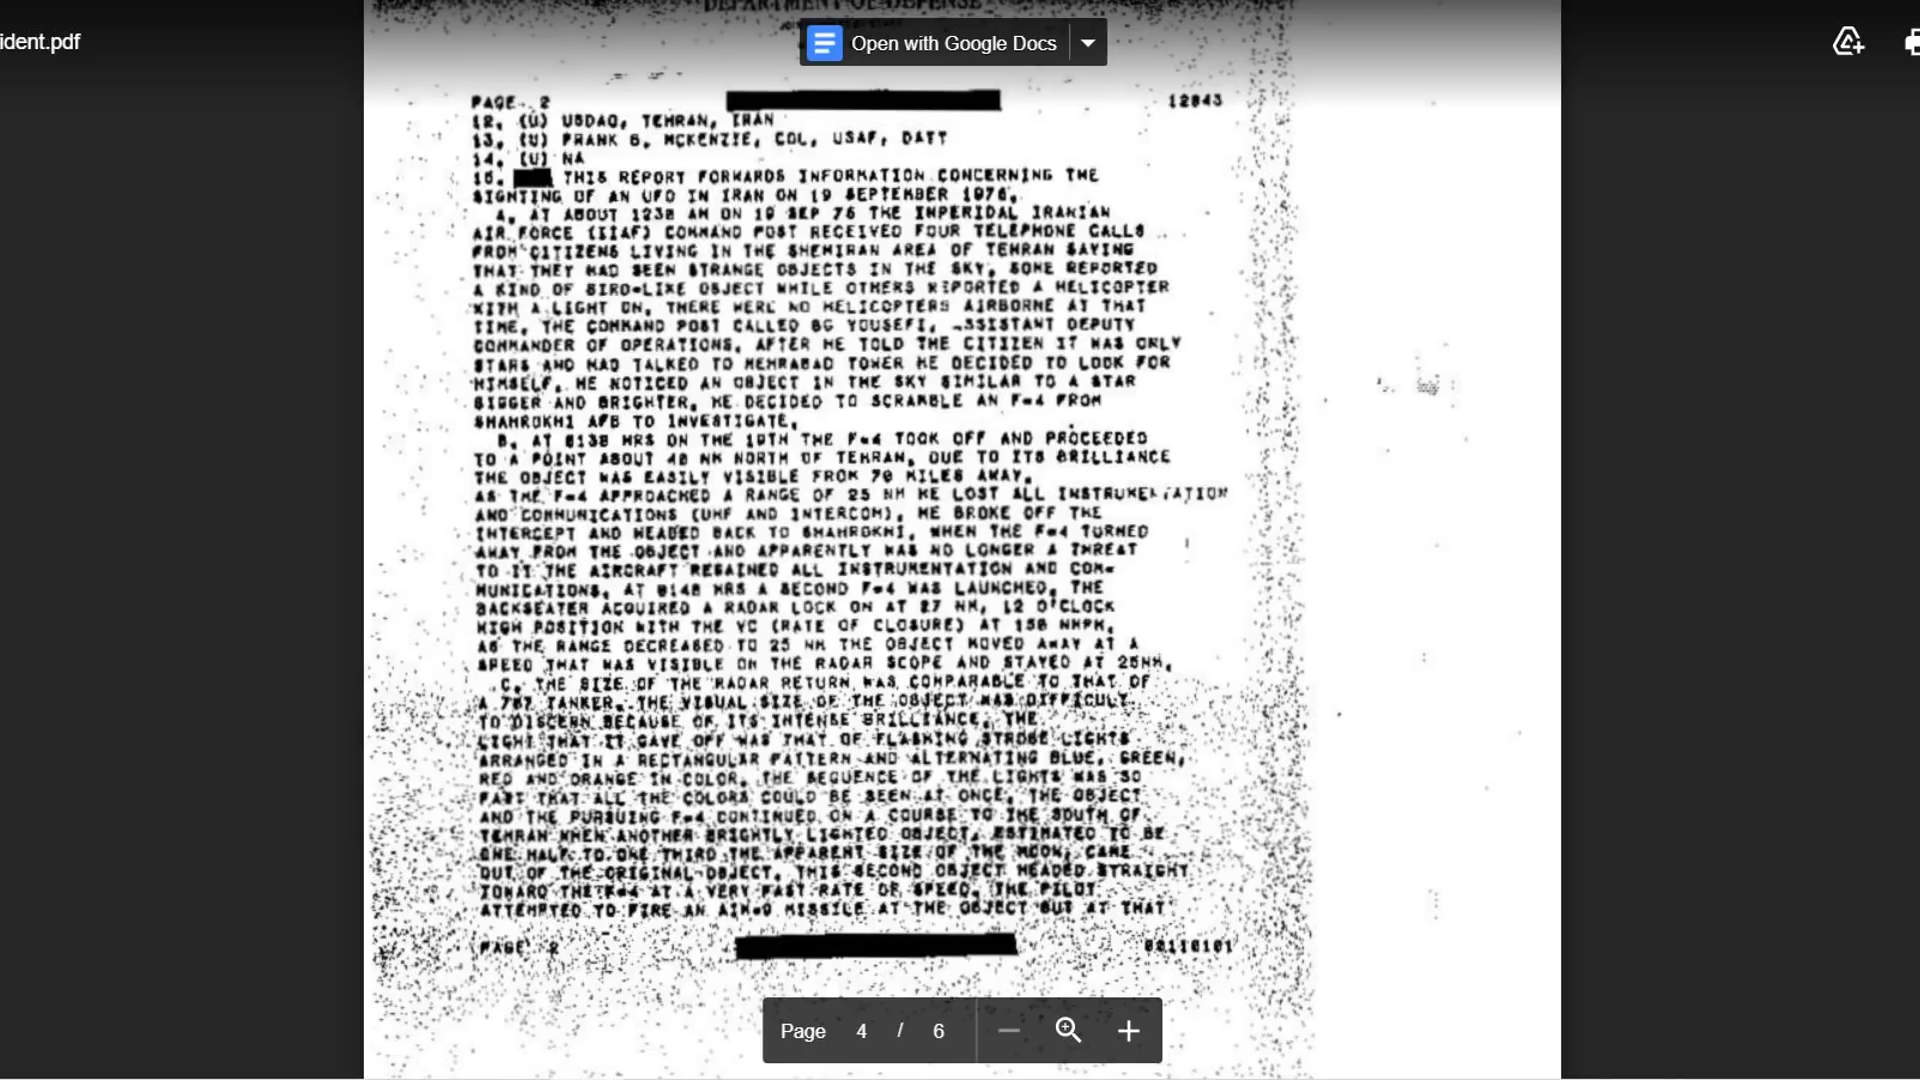 DEPARTMENT OF DEFENSE
ident.pdf
Open with Google Docs
PAGE 2 12843
12. (U) USDAO, TEHRAN, IRAN
13. (U) FRANK B. MCKENZIE, COL, USAF, DATT
14. (U) NA
15. THIS REPORT FORWARDS INFORMATION CONCERNING THE
SIGHTING OF AN UFO IN IRAN ON 19 SEPTEMBER 1976.
A. AT ABOUT 1230 AM ON 19 SEP 76 THE IMPERIDAL IRANIAN
AIR FORCE (IIAF) COMMAND POST RECEIVED FOUR TELEPHONE CALLS
FROM CITIZENS LIVING IN THE SHEMIRAN AREA OF TEHRAN SAYING
THAT THEY HAD SEEN STRANGE OBJECTS IN THE SKY. SOME REPORTED
A KIND OF BIRD-LIKE OBJECT WHILE OTHERS REPORTED A HELICOPTER
WITH A LIGHT ON. THERE WERE NO HELICOPTERS AIRBORNE AT THAT
TIME. THE COMMAND POST CALLED BG YOUSEFI, ASSISTANT DEPUTY
COMMANDER OF OPERATIONS. AFTER HE TOLD THE CITIZEN IT WAS ONLY
STARS AND HAD TALKED TO MEHRABAD TOWER HE DECIDED TO LOOK FOR
HIMSELF. HE NOTICED AN OBJECT IN THE SKY SIMILAR TO A STAR
BIGGER AND BRIGHTER. HE DECIDED TO SCRAMBLE AN F-4 FROM
SHAHROKHI AFB TO INVESTIGATE.
B. AT 0130 HRS ON THE 19TH THE F-4 TOOK OFF AND PROCEEDED
TO A POINT ABOUT 40 NM NORTH OF TEHRAN. DUE TO ITS BRILLIANCE
THE OBJECT WAS EASILY VISIBLE FROM 70 MILES AWAY.
AS THE F-4 APPROACHED A RANGE OF 25 NM HE LOST ALL INSTRUMENTATION
AND COMMUNICATIONS (UHF AND INTERCOM). HE BROKE OFF THE
INTERCEPT AND HEADED BACK TO SHAHROKHI. WHEN THE F-4 TURNED
AWAY FROM THE OBJECT AND APPARENTLY WAS NO LONGER A THREAT
TO IT THE AIRCRAFT REGAINED ALL INSTRUMENTATION AND COM-
MUNICATIONS. AT 0140 HRS A SECOND F-4 WAS LAUNCHED. THE
BACKSEATER ACQUIRED A RADAR LOCK ON AT 27 NM, 12 O'CLOCK
HIGH POSITION WITH THE VC (RATE OF CLOSURE) AT 150 NMPH.
AS THE RANGE DECREASED TO 25 NM THE OBJECT MOVED AWAY AT A
SPEED THAT WAS VISIBLE ON THE RADAR SCOPE AND STAYED AT 25NM.
C. THE SIZE OF THE RADAR RETURN WAS COMPARABLE TO THAT OF
A 707 TANKER. THE VISUAL SIZE OF THE OBJECT WAS DIFFICULT
TO DISCERN BECAUSE OF ITS INTENSE BRILLIANCE. THE
LIGHT THAT IT GAVE OFF WAS THAT OF FLASHING STROBE LIGHTS
ARRANGED IN A RECTANGULAR PATTERN AND ALTERNATING BLUE, GREEN,
RED AND ORANGE IN COLOR. THE SEQUENCE OF THE LIGHTS WAS SO
FAST THAT ALL THE COLORS COULD BE SEEN AT ONCE. THE OBJECT
AND THE PURSUING F-4 CONTINUED ON A COURSE TO THE SOUTH OF
TEHRAN WHEN ANOTHER BRIGHTLY LIGHTED OBJECT, ESTIMATED TO BE
ONE HALF TO ONE THIRD THE APPARENT SIZE OF THE MOON, CAME
OUT OF THE ORIGINAL OBJECT. THIS SECOND OBJECT HEADED STRAIGHT
TOWARD THE F-4 AT A VERY FAST RATE OF SPEED. THE PILOT
ATTEMPTED TO FIRE AN AIM-9 MISSILE AT THE OBJECT BUT AT THAT
PAGE 2 00110101
Page 4 / 6